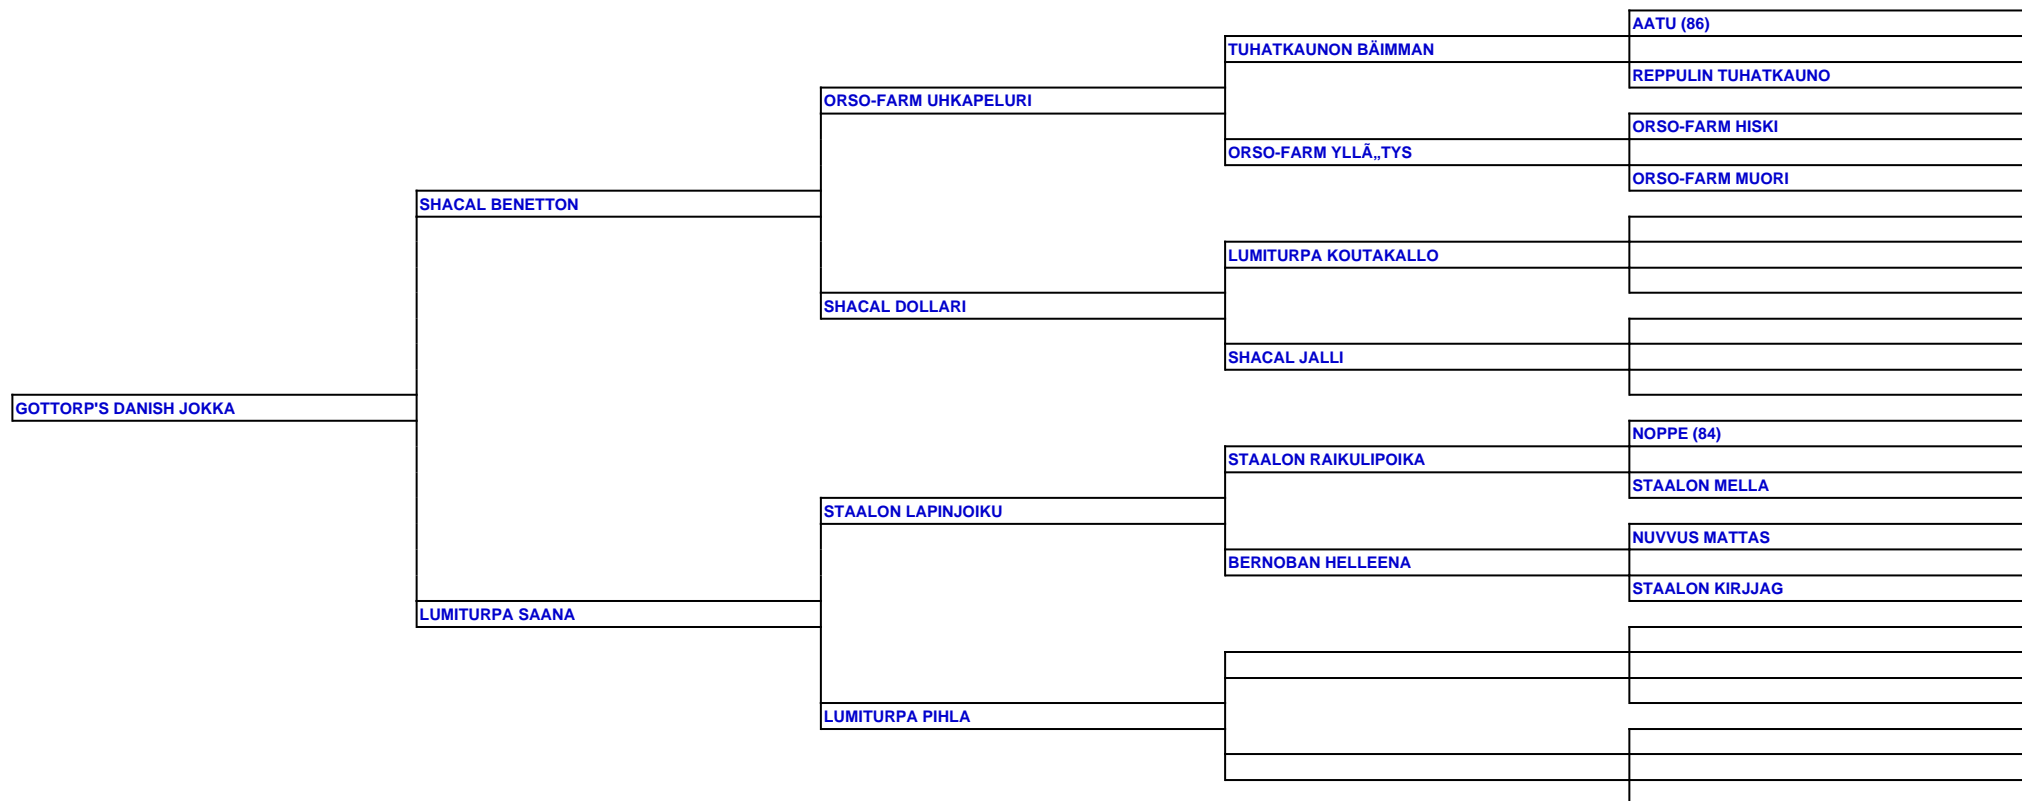 AATU (86)
TUHATKAUNON BÄIMMAN
REPPULIN TUHATKAUNO
ORSO-FARM UHKAPELURI
ORSO-FARM HISKI
ORSO-FARM YLLÃ„TYS
ORSO-FARM MUORI
SHACAL BENETTON
LUMITURPA KOUTAKALLO
SHACAL DOLLARI
SHACAL JALLI
GOTTORP'S DANISH JOKKA
NOPPE (84)
STAALON RAIKULIPOIKA
STAALON MELLA
STAALON LAPINJOIKU
NUVVUS MATTAS
BERNOBAN HELLEENA
STAALON KIRJJAG
LUMITURPA SAANA
LUMITURPA PIHLA